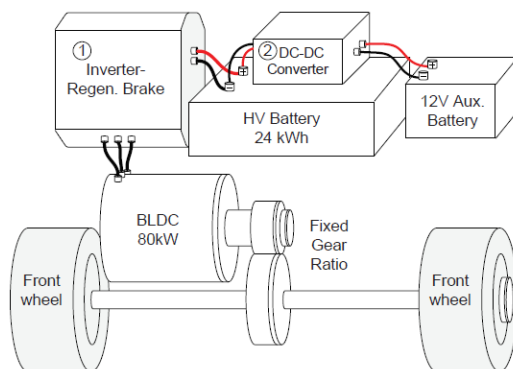 ①
Inverter-
Regen. Brake
②
DC-DC
Converter
HV Battery
24 kWh
12V Aux.
Battery
BLDC
80kW
Fixed
Gear
Ratio
Front
wheel
Front
wheel